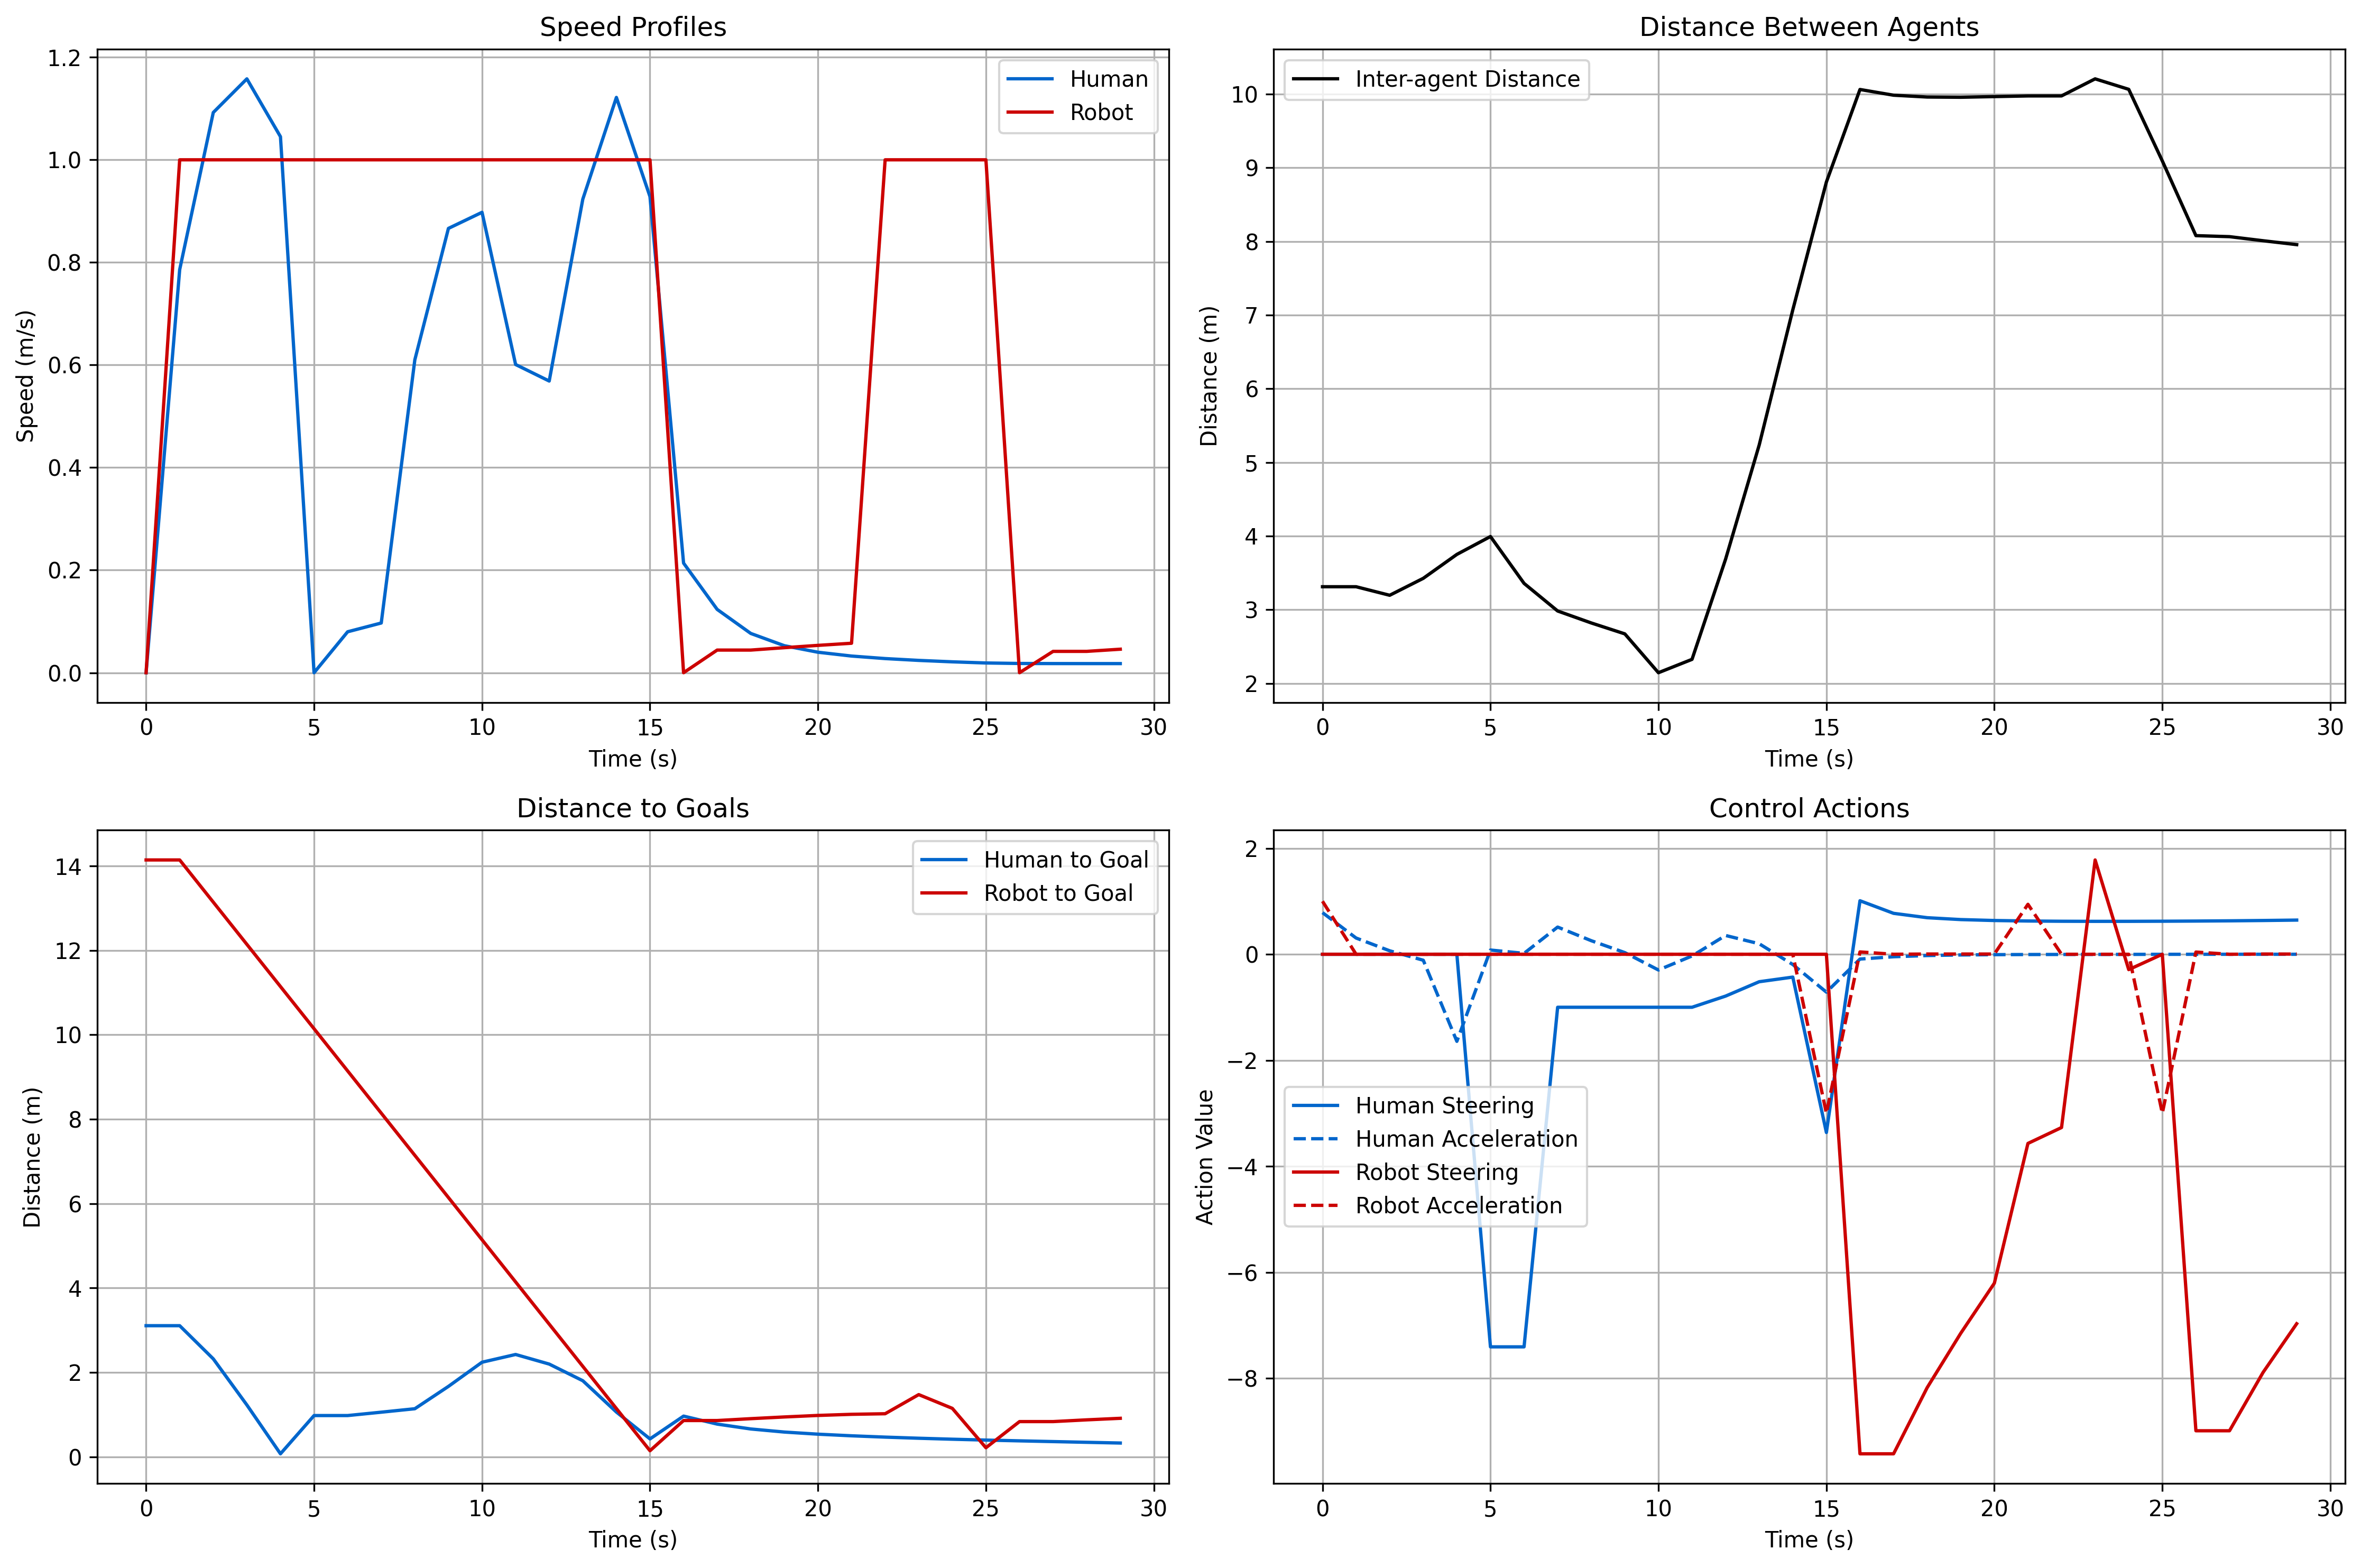 Speed Profiles
Speed (m/s)
1.2
1.0
0.8
0.6
0.4
0.2
0.0
Human
Robot
0 5 10 15 20 25 30
Time (s)
Distance Between Agents
Distance (m)
10
9
8
7
6
5
4
3
2
Inter-agent Distance
0 5 10 15 20 25 30
Time (s)
Distance to Goals
Distance (m)
14
12
10
8
6
4
2
0
Human to Goal
Robot to Goal
0 5 10 15 20 25 30
Time (s)
Control Actions
Action Value
2
0
−2
−4
−6
−8
Human Steering
Human Acceleration
Robot Steering
Robot Acceleration
0 5 10 15 20 25 30
Time (s)